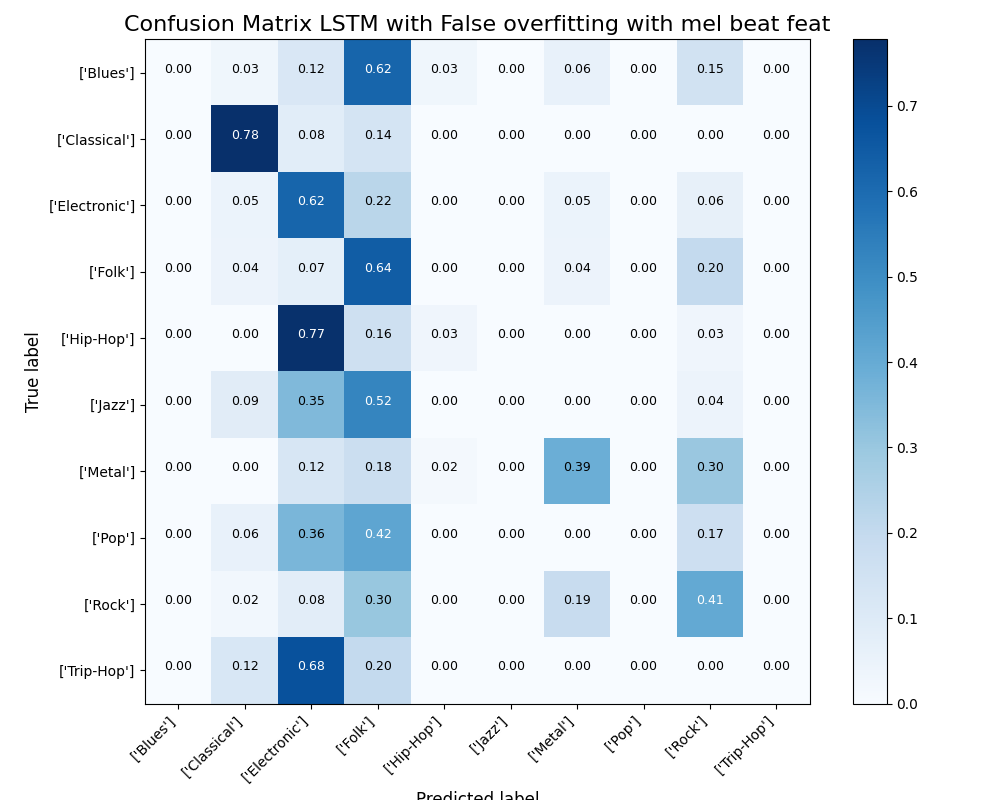 Confusion Matrix LSTM with False overfitting with mel beat feat
['Blues'] 0.00 0.03 0.12 0.62 0.03 0.00 0.06 0.00 0.15 0.00
['Classical'] 0.00 0.78 0.08 0.14 0.00 0.00 0.00 0.00 0.00 0.00
['Electronic'] 0.00 0.05 0.62 0.22 0.00 0.00 0.05 0.00 0.06 0.00
['Folk'] 0.00 0.04 0.07 0.64 0.00 0.00 0.04 0.00 0.20 0.00
['Hip-Hop'] 0.00 0.00 0.77 0.16 0.03 0.00 0.00 0.00 0.03 0.00
['Jazz'] 0.00 0.09 0.35 0.52 0.00 0.00 0.00 0.00 0.04 0.00
['Metal'] 0.00 0.00 0.12 0.18 0.02 0.00 0.39 0.00 0.30 0.00
['Pop'] 0.00 0.06 0.36 0.42 0.00 0.00 0.00 0.00 0.17 0.00
['Rock'] 0.00 0.02 0.08 0.30 0.00 0.00 0.19 0.00 0.41 0.00
['Trip-Hop'] 0.00 0.12 0.68 0.20 0.00 0.00 0.00 0.00 0.00 0.00
True label
['Blues'] ['Classical'] ['Electronic'] ['Folk'] ['Hip-Hop'] ['Jazz'] ['Metal'] ['Pop'] ['Rock'] ['Trip-Hop']
Predicted label
0.7
0.6
0.5
0.4
0.3
0.2
0.1
0.0